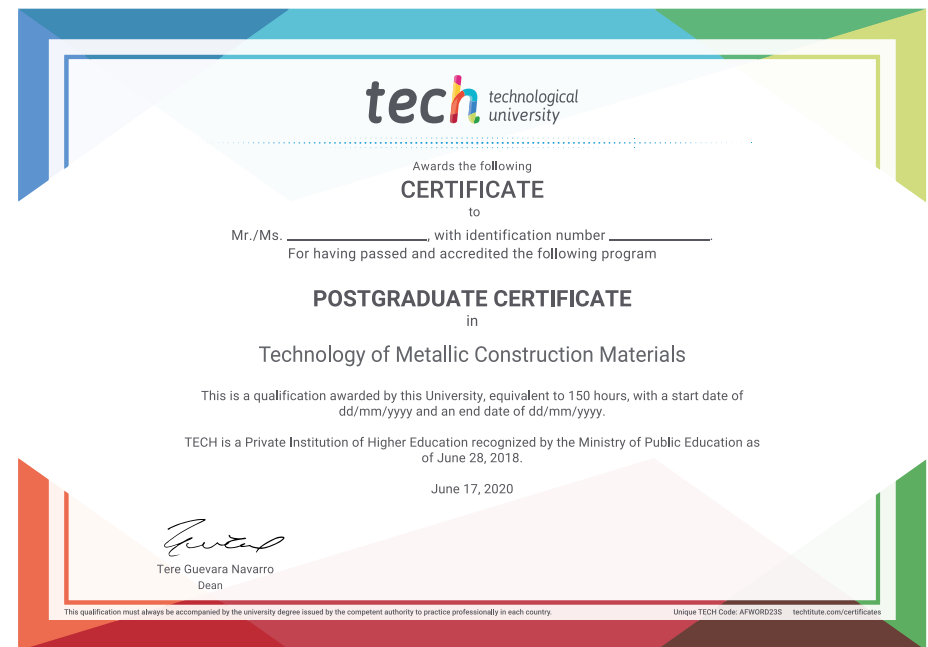 tech technological
university
Awards the following
CERTIFICATE
to
Mr./Ms. ____________________, with identification number ______________.
For having passed and accredited the following program
POSTGRADUATE CERTIFICATE
in
Technology of Metallic Construction Materials
This is a qualification awarded by this University, equivalent to 150 hours, with a start date of
dd/mm/yyyy and an end date of dd/mm/yyyy.
TECH is a Private Institution of Higher Education recognized by the Ministry of Public Education as
of June 28, 2018.
June 17, 2020
Tere Guevara Navarro
Dean
This qualification must always be accompanied by the university degree issued by the competent authority to practice professionally in each country. Unique TECH Code: AFWORD23S techtitute.com/certificates